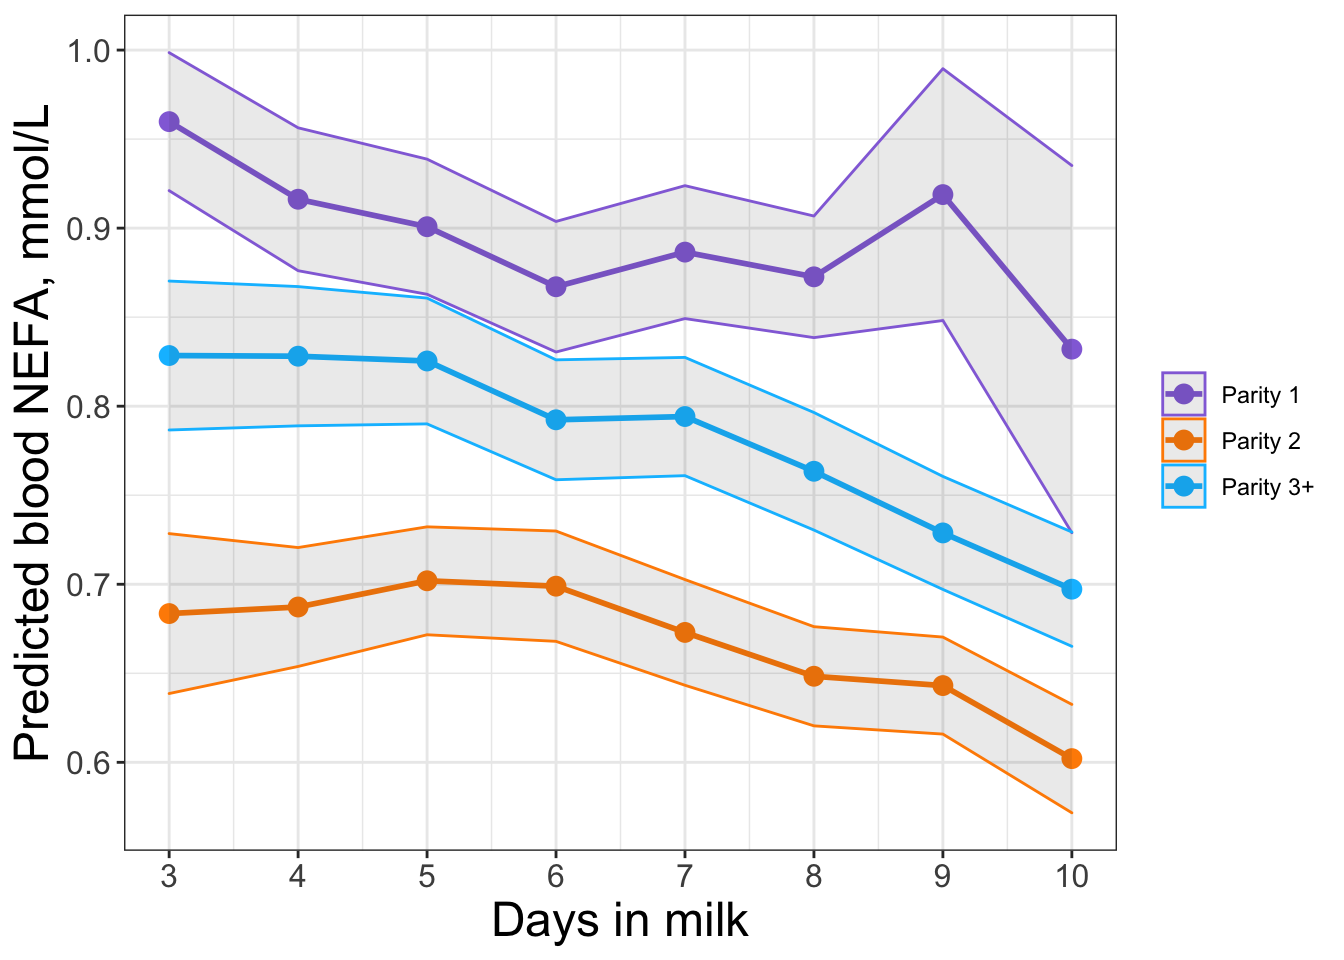 Predicted blood NEFA, mmol/L
1.0
0.9
0.8
0.7
0.6
3 4 5 6 7 8 9 10
Days in milk
Parity 1
Parity 2
Parity 3+